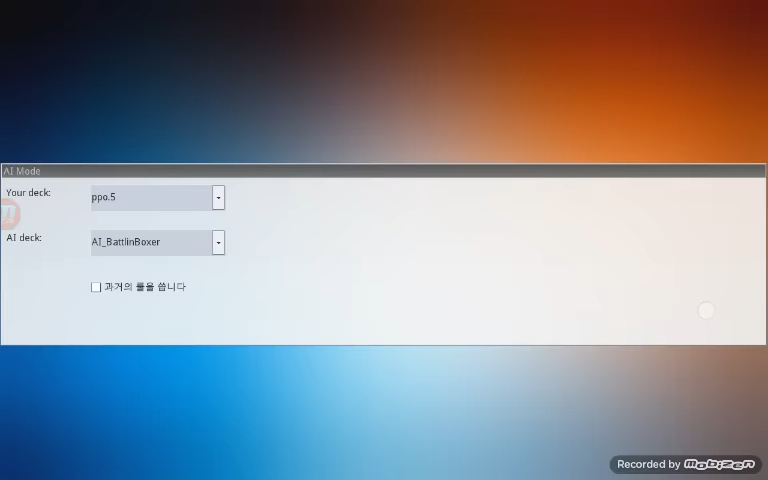 AI Mode
Your deck:
ppo.5
AI deck:
AI_BattlinBoxer
과거의 룰을 씁니다
Recorded by mobizen